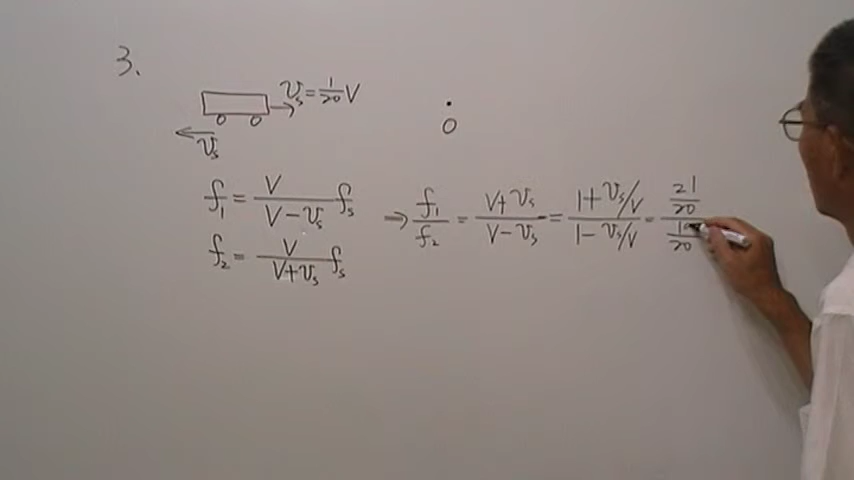 3.
v_s = 1/20 V
O
v_s
f_1 = V / (V - v_s) f_s
⇒ f_1 / f_2 = (V + v_s) / (V - v_s) = (1 + v_s/V) / (1 - v_s/V) = (21/20) / (1 /20)
f_2 = V / (V + v_s) f_s